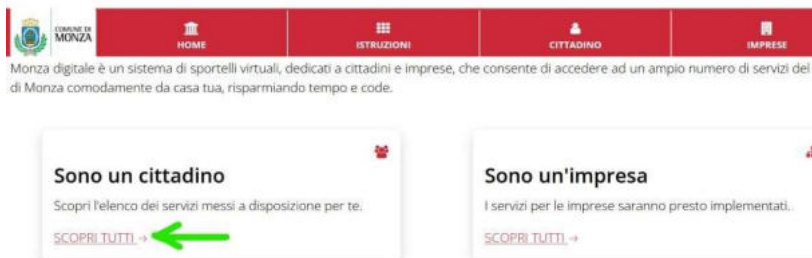 COMUNE DI
MONZA
HOME
ISTRUZIONI
CITTADINO
IMPRESE
Monza digitale è un sistema di sportelli virtuali, dedicati a cittadini e imprese, che consente di accedere ad un ampio numero di servizi del
di Monza comodamente da casa tua, risparmiando tempo e code.
Sono un cittadino
Scopri l'elenco dei servizi messi a disposizione per te.
SCOPRI TUTTI →
Sono un'impresa
I servizi per le imprese saranno presto implementati.
SCOPRI TUTTI →